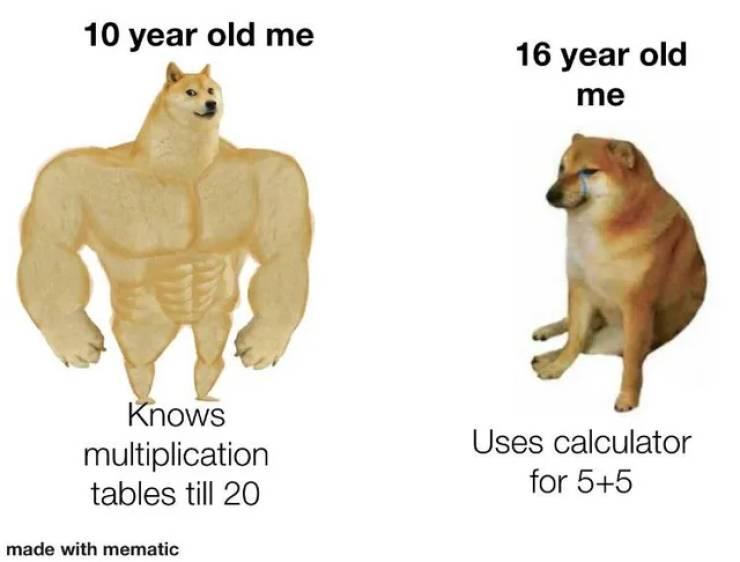 10 year old me
16 year old
me
Knows
multiplication
tables till 20
Uses calculator
for 5+5
made with mematic